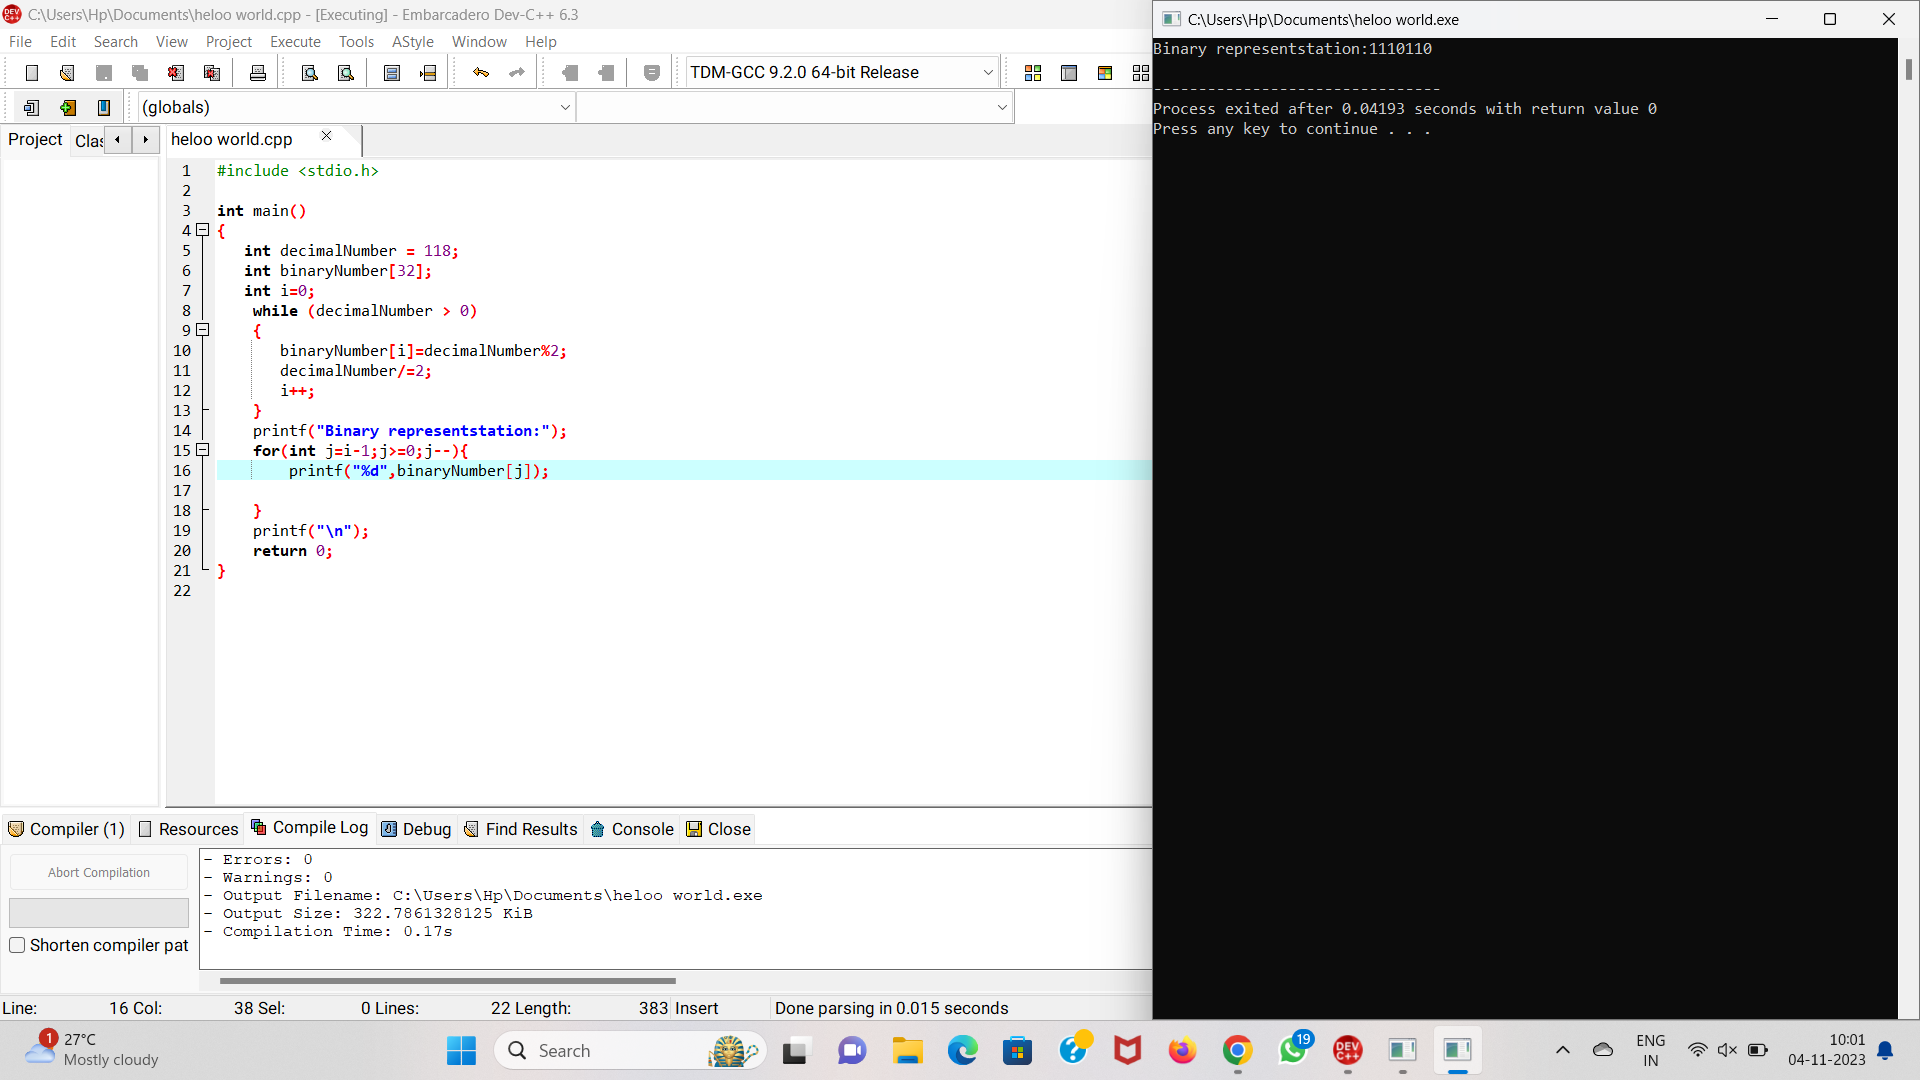 C:\Users\Hp\Documents\heloo world.cpp - [Executing] - Embarcadero Dev-C++ 6.3
File Edit Search View Project Execute Tools AStyle Window Help
TDM-GCC 9.2.0 64-bit Release
(globals)
Project Clas
heloo world.cpp
1 #include <stdio.h>
2
3 int main()
4 {
5 int decimalNumber = 118;
6 int binaryNumber[32];
7 int i=0;
8 while (decimalNumber > 0)
9 {
10 binaryNumber[i]=decimalNumber%2;
11 decimalNumber/=2;
12 i++;
13 }
14 printf("Binary representstation:");
15 for(int j=i-1;j>=0;j--){
16 printf("%d",binaryNumber[j]);
17
18 }
19 printf("\n");
20 return 0;
21 }
22
Compiler (1) Resources Compile Log Debug Find Results Console Close
Abort Compilation
Shorten compiler pat
- Errors: 0
- Warnings: 0
- Output Filename: C:\Users\Hp\Documents\heloo world.exe
- Output Size: 322.7861328125 KiB
- Compilation Time: 0.17s
Line: 16 Col: 38 Sel: 0 Lines: 22 Length: 383 Insert Done parsing in 0.015 seconds
C:\Users\Hp\Documents\heloo world.exe
Binary representstation:1110110
--------------------------------
Process exited after 0.04193 seconds with return value 0
Press any key to continue . . .
1
27°C
Mostly cloudy
Search
19
DEV
C++
ENG
IN
10:01
04-11-2023